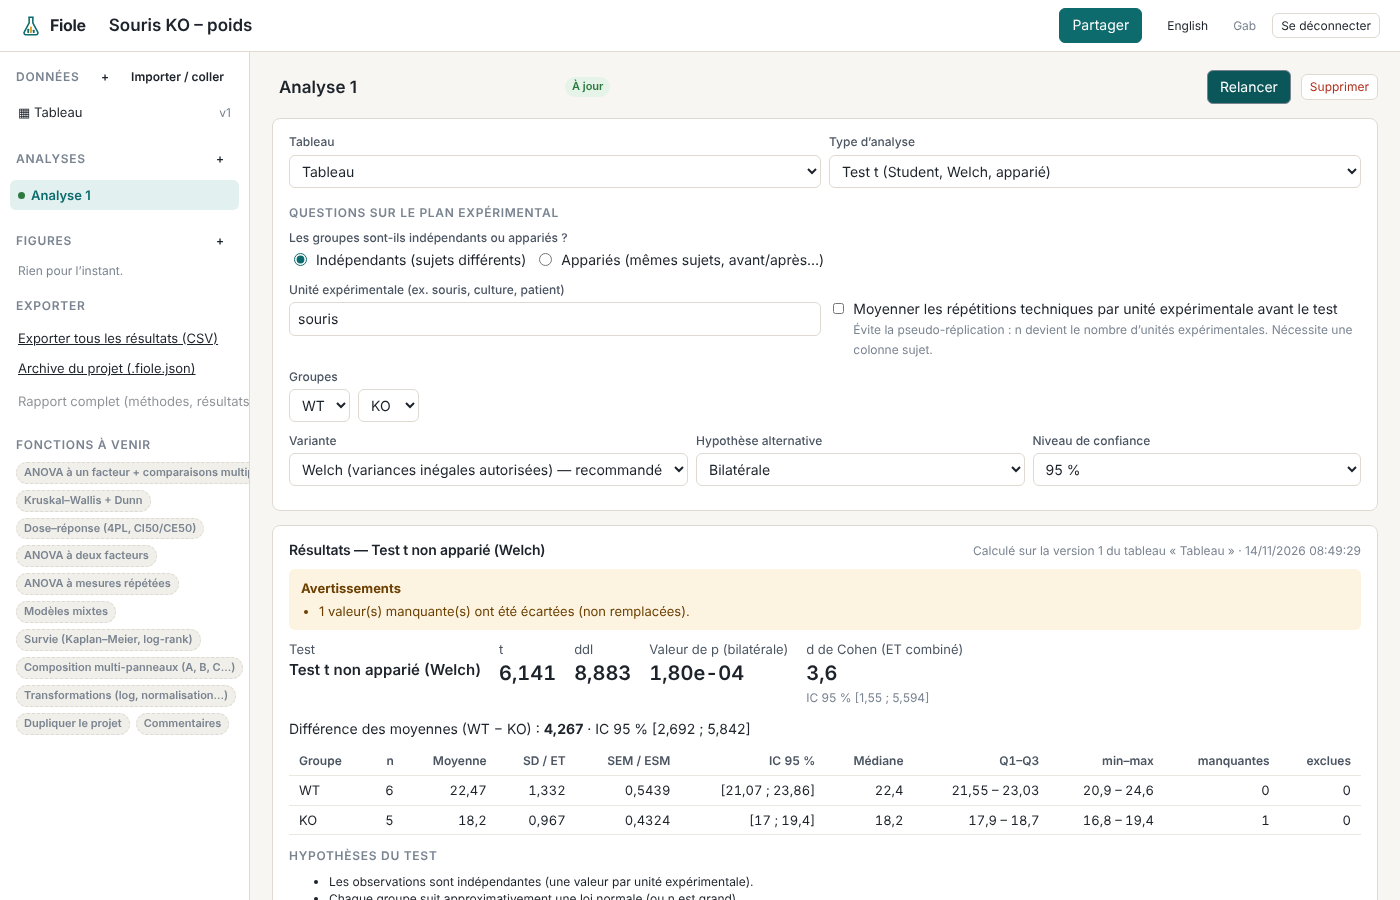 Fiole
Souris KO – poids
Partager
English
Gab
Se déconnecter
DONNÉES
+
Importer / coller
Tableau
v1
ANALYSES
+
Analyse 1
FIGURES
+
Rien pour l’instant.
EXPORTER
Exporter tous les résultats (CSV)
Archive du projet (.fiole.json)
Rapport complet (méthodes, résultats
FONCTIONS À VENIR
ANOVA à un facteur + comparaisons multip
Kruskal–Wallis + Dunn
Dose–réponse (4PL, CI50/CE50)
ANOVA à deux facteurs
ANOVA à mesures répétées
Modèles mixtes
Survie (Kaplan–Meier, log-rank)
Composition multi-panneaux (A, B, C…)
Transformations (log, normalisation…)
Dupliquer le projet
Commentaires
Analyse 1
À jour
Relancer
Supprimer
Tableau
Type d’analyse
Tableau
Test t (Student, Welch, apparié)
QUESTIONS SUR LE PLAN EXPÉRIMENTAL
Les groupes sont-ils indépendants ou appariés ?
Indépendants (sujets différents)
Appariés (mêmes sujets, avant/après…)
Unité expérimentale (ex. souris, culture, patient)
souris
Moyenner les répétitions techniques par unité expérimentale avant le test
Évite la pseudo-réplication : n devient le nombre d’unités expérimentales. Nécessite une
colonne sujet.
Groupes
WT
KO
Variante
Hypothèse alternative
Niveau de confiance
Welch (variances inégales autorisées) — recommandé
Bilatérale
95 %
Résultats — Test t non apparié (Welch)
Calculé sur la version 1 du tableau « Tableau » · 14/11/2026 08:49:29
Avertissements
• 1 valeur(s) manquante(s) ont été écartées (non remplacées).
Test t ddl Valeur de p (bilatérale) d de Cohen (ET combiné)
Test t non apparié (Welch) 6,141 8,883 1,80e-04 3,6
IC 95 % [1,55 ; 5,594]
Différence des moyennes (WT − KO) : 4,267 · IC 95 % [2,692 ; 5,842]
Groupe n Moyenne SD / ET SEM / ESM IC 95 % Médiane Q1–Q3 min–max manquantes exclues
WT 6 22,47 1,332 0,5439 [21,07 ; 23,86] 22,4 21,55 – 23,03 20,9 – 24,6 0 0
KO 5 18,2 0,967 0,4324 [17 ; 19,4] 18,2 17,9 – 18,7 16,8 – 19,4 1 0
HYPOTHÈSES DU TEST
• Les observations sont indépendantes (une valeur par unité expérimentale).
• Chaque groupe suit approximativement une loi normale (ou n est grand).